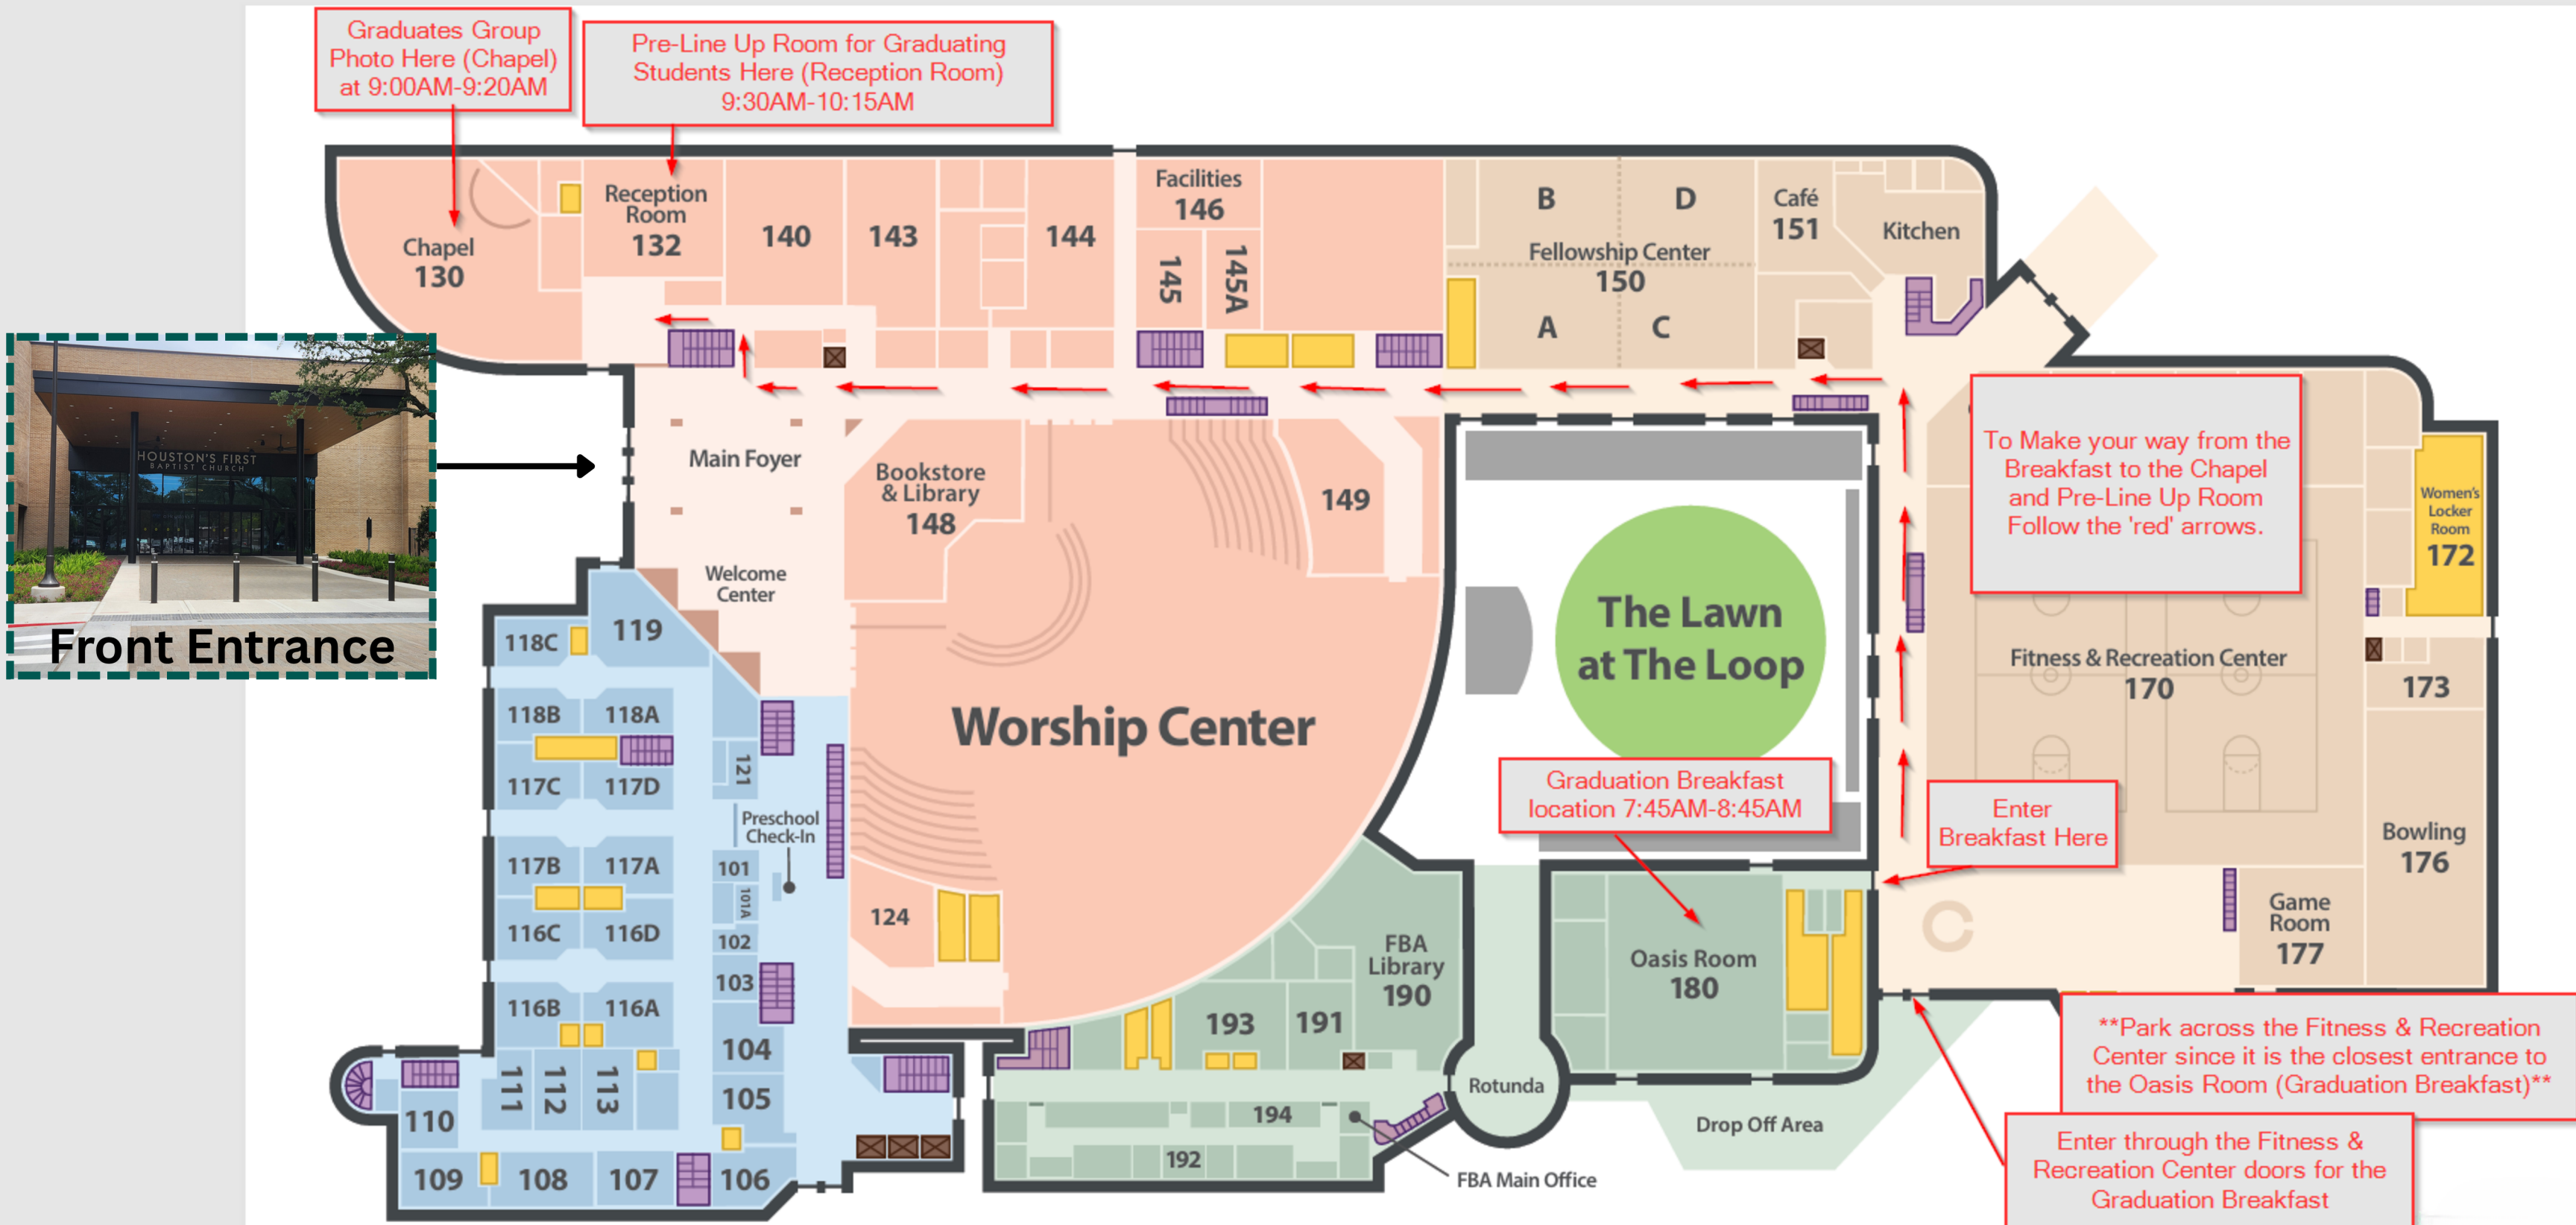 Graduates Group
Photo Here (Chapel)
at 9:00AM-9:20AM
Pre-Line Up Room for Graduating
Students Here (Reception Room)
9:30AM-10:15AM
Chapel
130
Reception
Room
132
140
143
144
Facilities
146
145
145A
B
D
Fellowship Center
150
A
C
Café
151
Kitchen
HOUSTON'S FIRST
BAPTIST CHURCH
Front Entrance
Main Foyer
Welcome
Center
Bookstore
& Library
148
149
Worship Center
The Lawn
at The Loop
To Make your way from the
Breakfast to the Chapel
and Pre-Line Up Room
Follow the 'red' arrows.
Women's
Locker
Room
172
Fitness & Recreation Center
170
173
Bowling
176
Game
Room
177
Graduation Breakfast
location 7:45AM-8:45AM
Enter
Breakfast Here
Oasis Room
180
**Park across the Fitness & Recreation
Center since it is the closest entrance to
the Oasis Room (Graduation Breakfast)**
Enter through the Fitness &
Recreation Center doors for the
Graduation Breakfast
Drop Off Area
Rotunda
FBA
Library
190
191
193
194
192
FBA Main Office
124
119
118C
118B
118A
117C
117D
117B
117A
116C
116D
116B
116A
121
Preschool
Check-In
101
101A
102
103
104
105
106
107
108
109
110
111
112
113